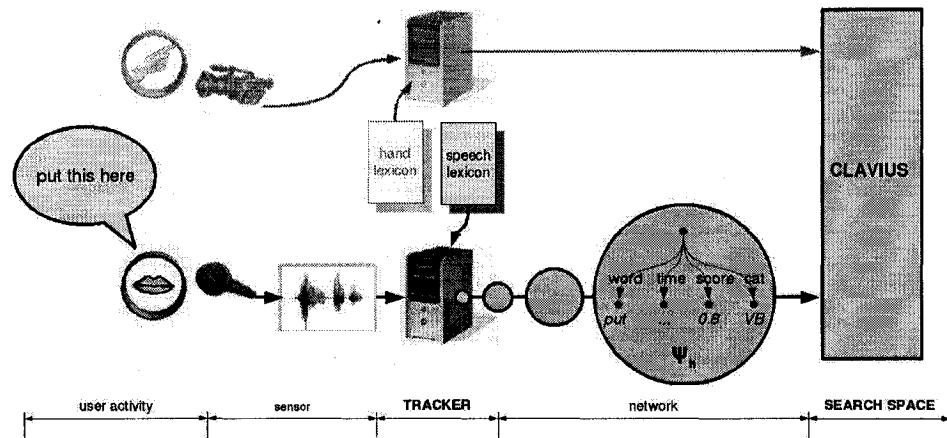 hand
lexicon
speech
lexicon
put this here
CLAVIUS
word time score cat
put ... 0.8 VB
Ψh
user activity sensor TRACKER network SEARCH SPACE